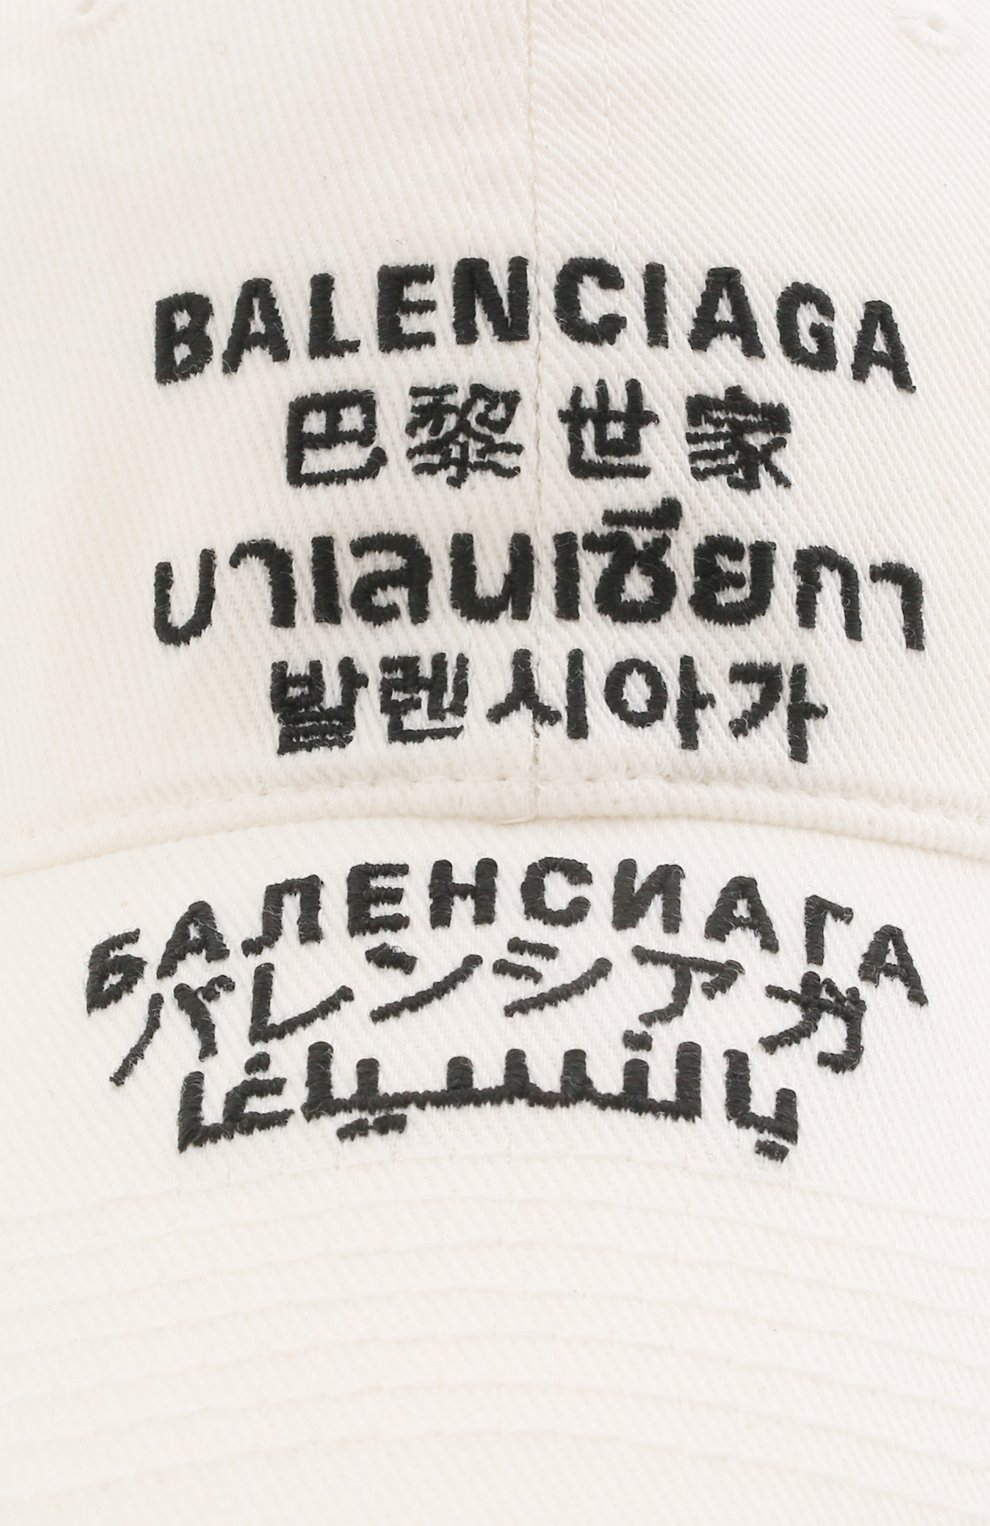 BALENCIAGA
巴黎世家
บาเลนเซียกา
발렌시아가
БАЛЕНСИАГА
バレンシアガ
بالنسياغا